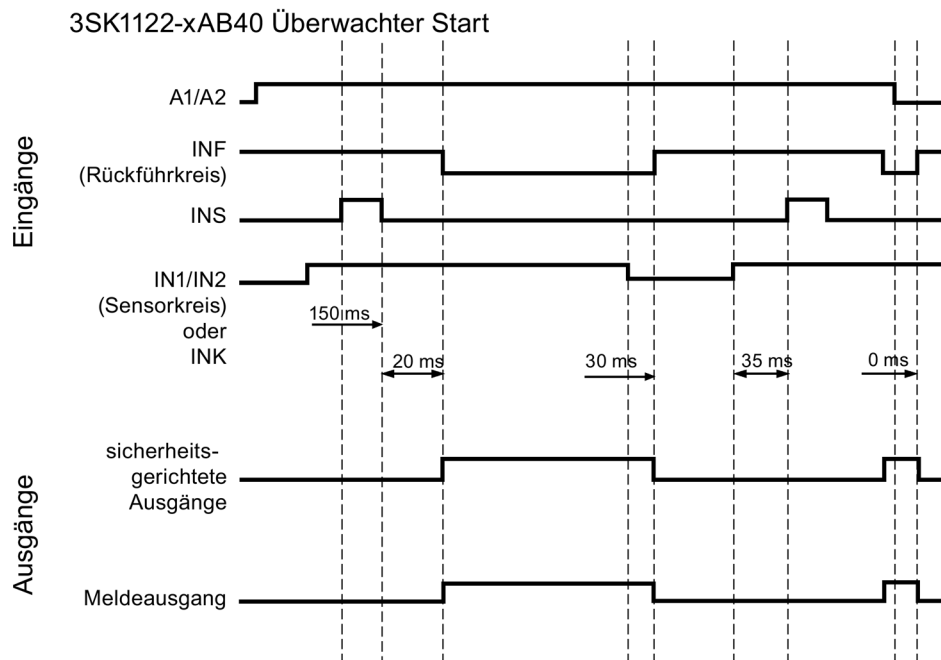 3SK1122-xAB40 Überwachter Start
Eingänge
A1/A2
INF
(Rückführkreis)
INS
IN1/IN2
(Sensorkreis)
oder
INK
150 ms
20 ms
30 ms
35 ms
0 ms
Ausgänge
sicherheits-
gerichtete
Ausgänge
Meldeausgang